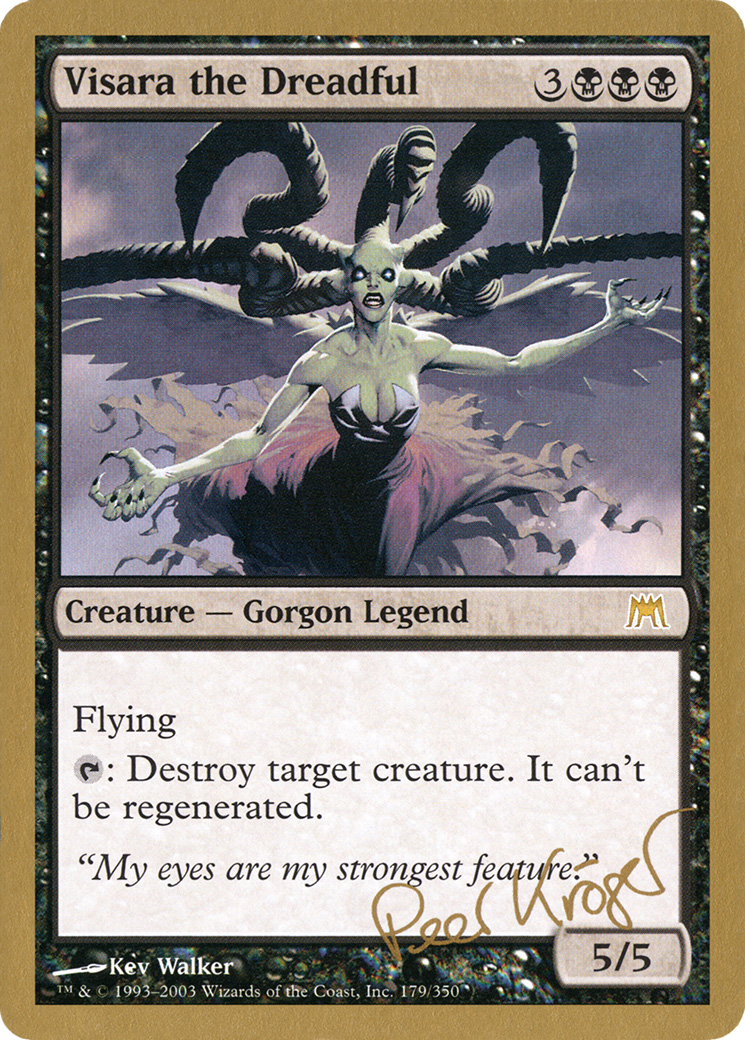 Visara the Dreadful 3
Creature — Gorgon Legend
Flying
: Destroy target creature. It can't
be regenerated.
"My eyes are my strongest feature."
Peer Kröger
5/5
Kev Walker
™ & © 1993–2003 Wizards of the Coast, Inc. 179/350